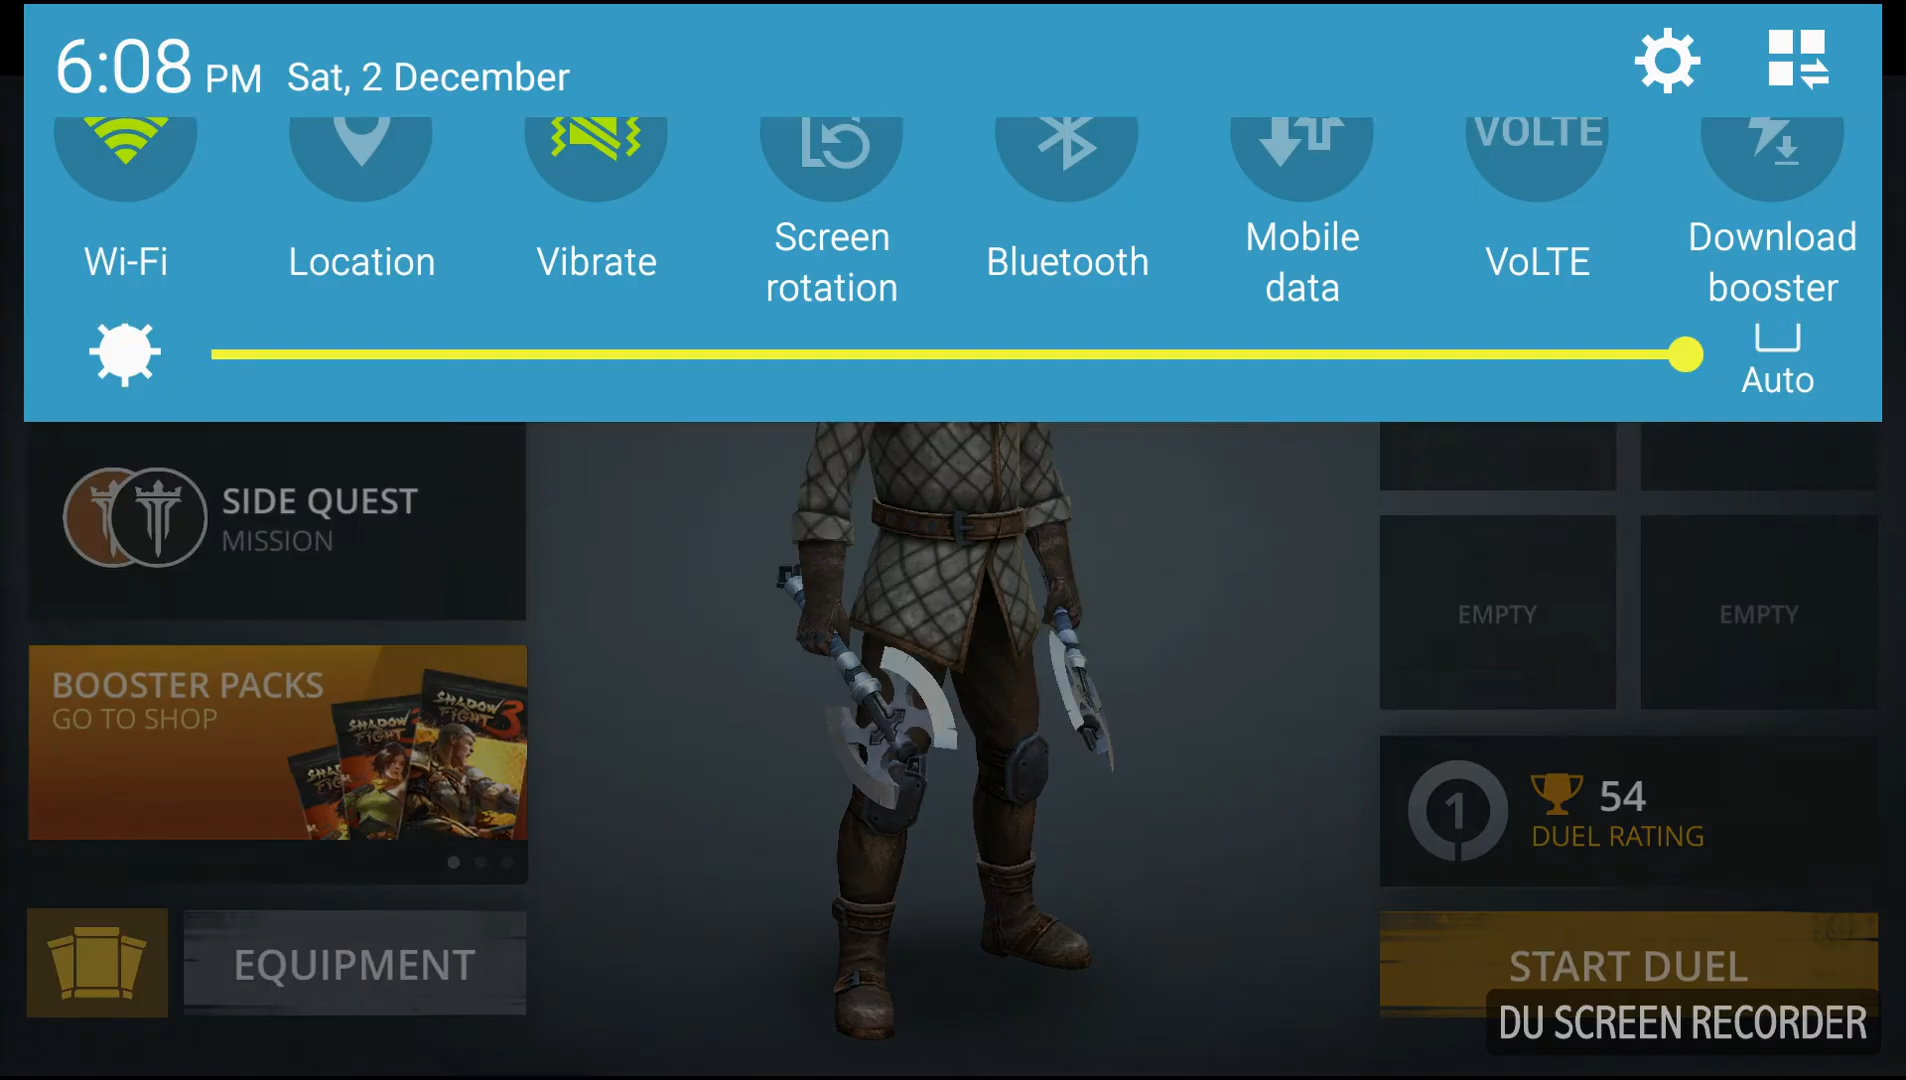 6:08 PM Sat, 2 December
VOLTE
Wi-Fi
Location
Vibrate
Screen
rotation
Bluetooth
Mobile
data
VoLTE
Download
booster
Auto
SIDE QUEST
MISSION
EMPTY
EMPTY
BOOSTER PACKS
GO TO SHOP
SHADOW
FIGHT 3
SHADOW
FIGHT
1
54
DUEL RATING
EQUIPMENT
START DUEL
DU SCREEN RECORDER